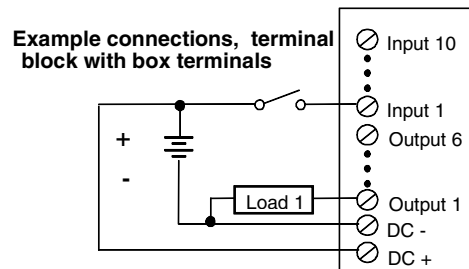 Example connections, terminal
block with box terminals
Input 10
Input 1
+
Output 6
-
Load 1
Output 1
DC -
DC +